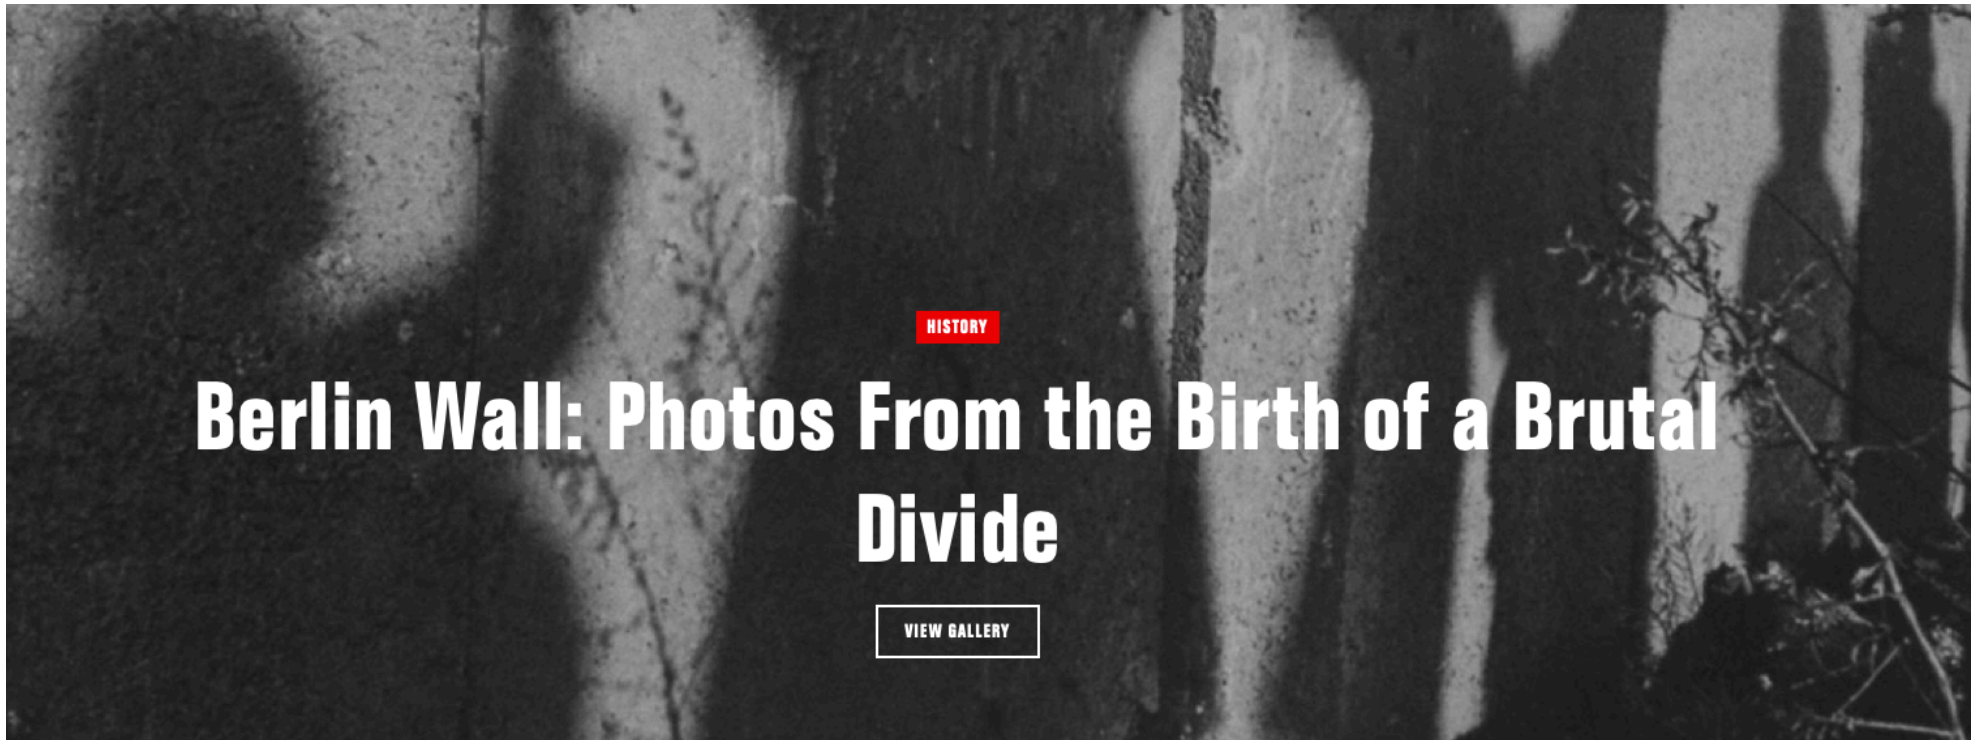 HISTORY
Berlin Wall: Photos From the Birth of a Brutal
Divide
VIEW GALLERY